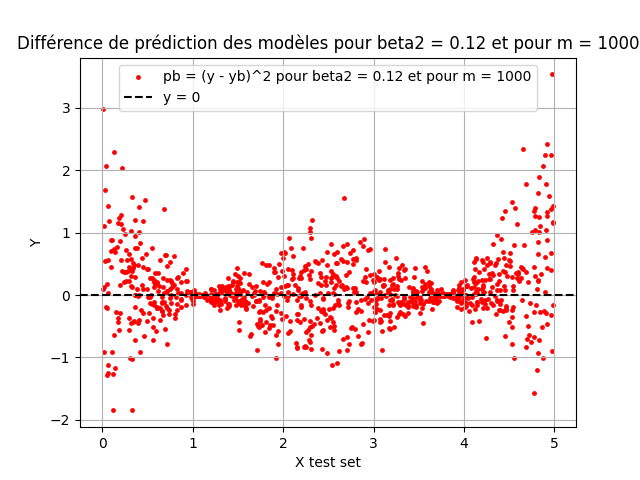 Différence de prédiction des modèles pour beta2 = 0.12 et pour m = 1000
pb = (y - yb)^2 pour beta2 = 0.12 et pour m = 1000
y = 0
3
2
1
0
−1
−2
Y
0 1 2 3 4 5
X test set